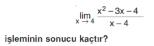 lim x → 4 x² − 3x − 4 / x − 4
işleminin sonucu kaçtır?